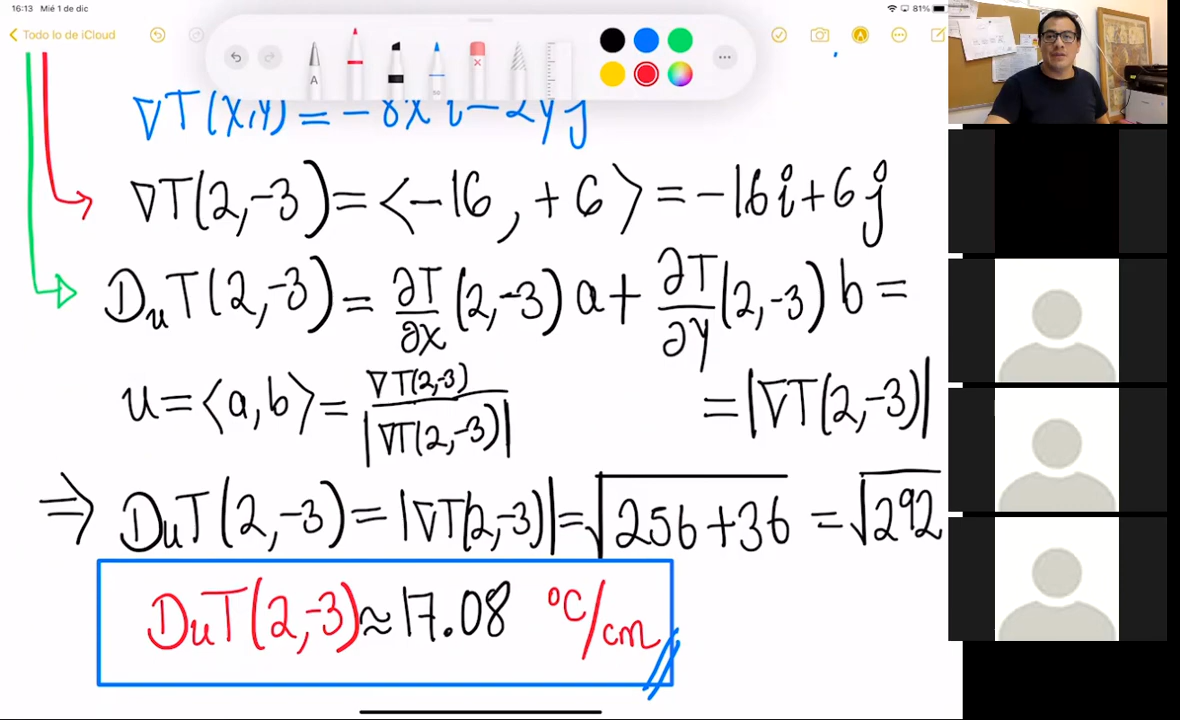 16:13 Mié 1 de dic
81%
Todo lo de iCloud
A
50
∇T(x,y) = -8x i - 2y j
∇T(2,-3) = ⟨-16, +6⟩ = -16i + 6j
DuT(2,-3) = ∂T/∂x (2,-3) a + ∂T/∂y (2,-3) b =
u = ⟨a,b⟩ = ∇T(2,-3)/|∇T(2,-3)| = |∇T(2,-3)|
⇒ DuT(2,-3) = |∇T(2,-3)| = √256+36 = √292
DuT(2,-3) ≈ 17.08 °C/cm